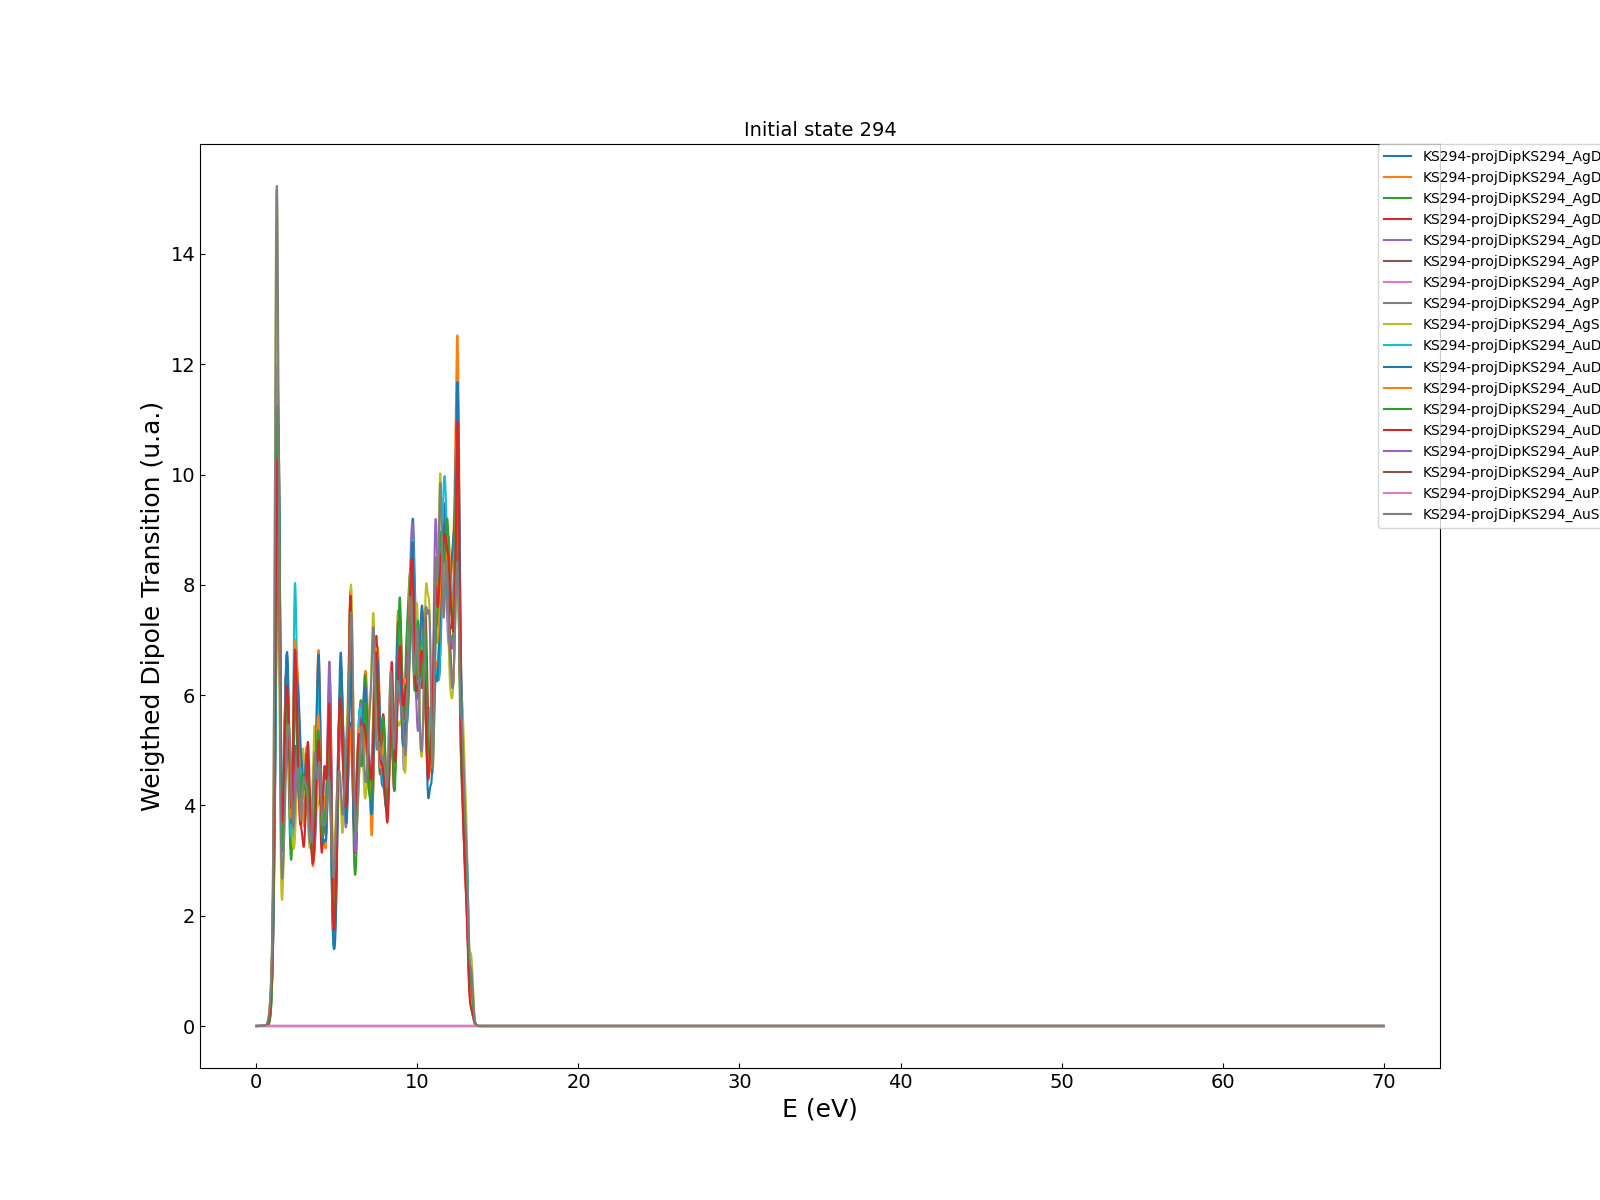 Initial state 294
Weigthed Dipole Transition (u.a.)
14
12
10
8
6
4
2
0
0 10 20 30 40 50 60 70
E (eV)
KS294-projDipKS294_AgD
KS294-projDipKS294_AgD
KS294-projDipKS294_AgD
KS294-projDipKS294_AgD
KS294-projDipKS294_AgD
KS294-projDipKS294_AgP
KS294-projDipKS294_AgP
KS294-projDipKS294_AgP
KS294-projDipKS294_AgS
KS294-projDipKS294_AuD
KS294-projDipKS294_AuD
KS294-projDipKS294_AuD
KS294-projDipKS294_AuD
KS294-projDipKS294_AuD
KS294-projDipKS294_AuP
KS294-projDipKS294_AuP
KS294-projDipKS294_AuP
KS294-projDipKS294_AuS